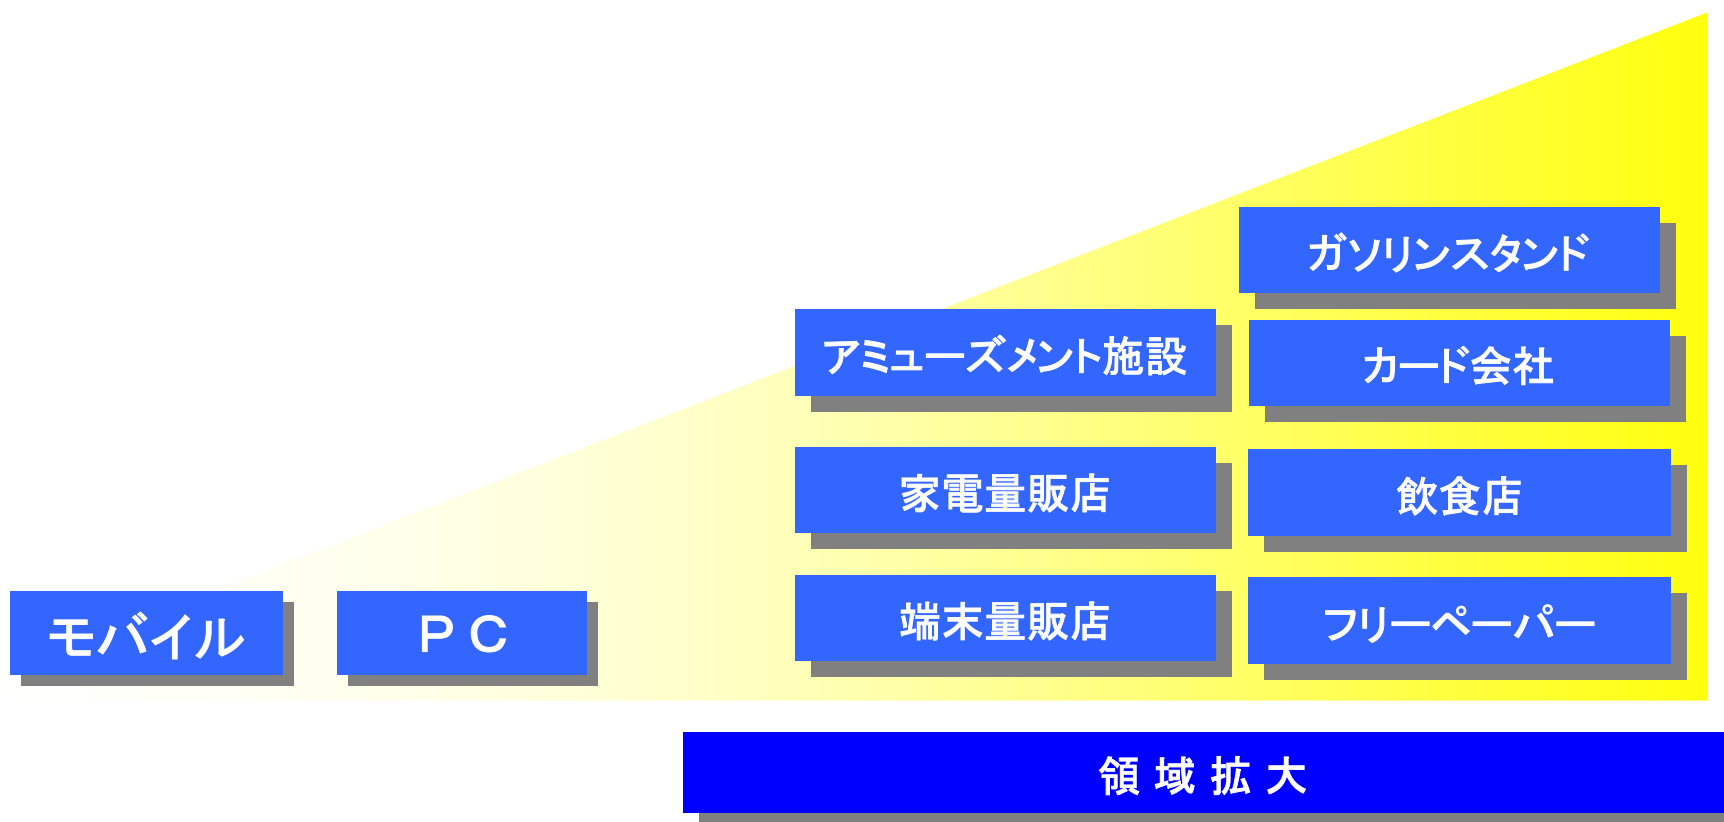 ガソリンスタンド
アミューズメント施設
カード会社
家電量販店
飲食店
端末量販店
フリーペーパー
モバイル
ＰＣ
領域拡大